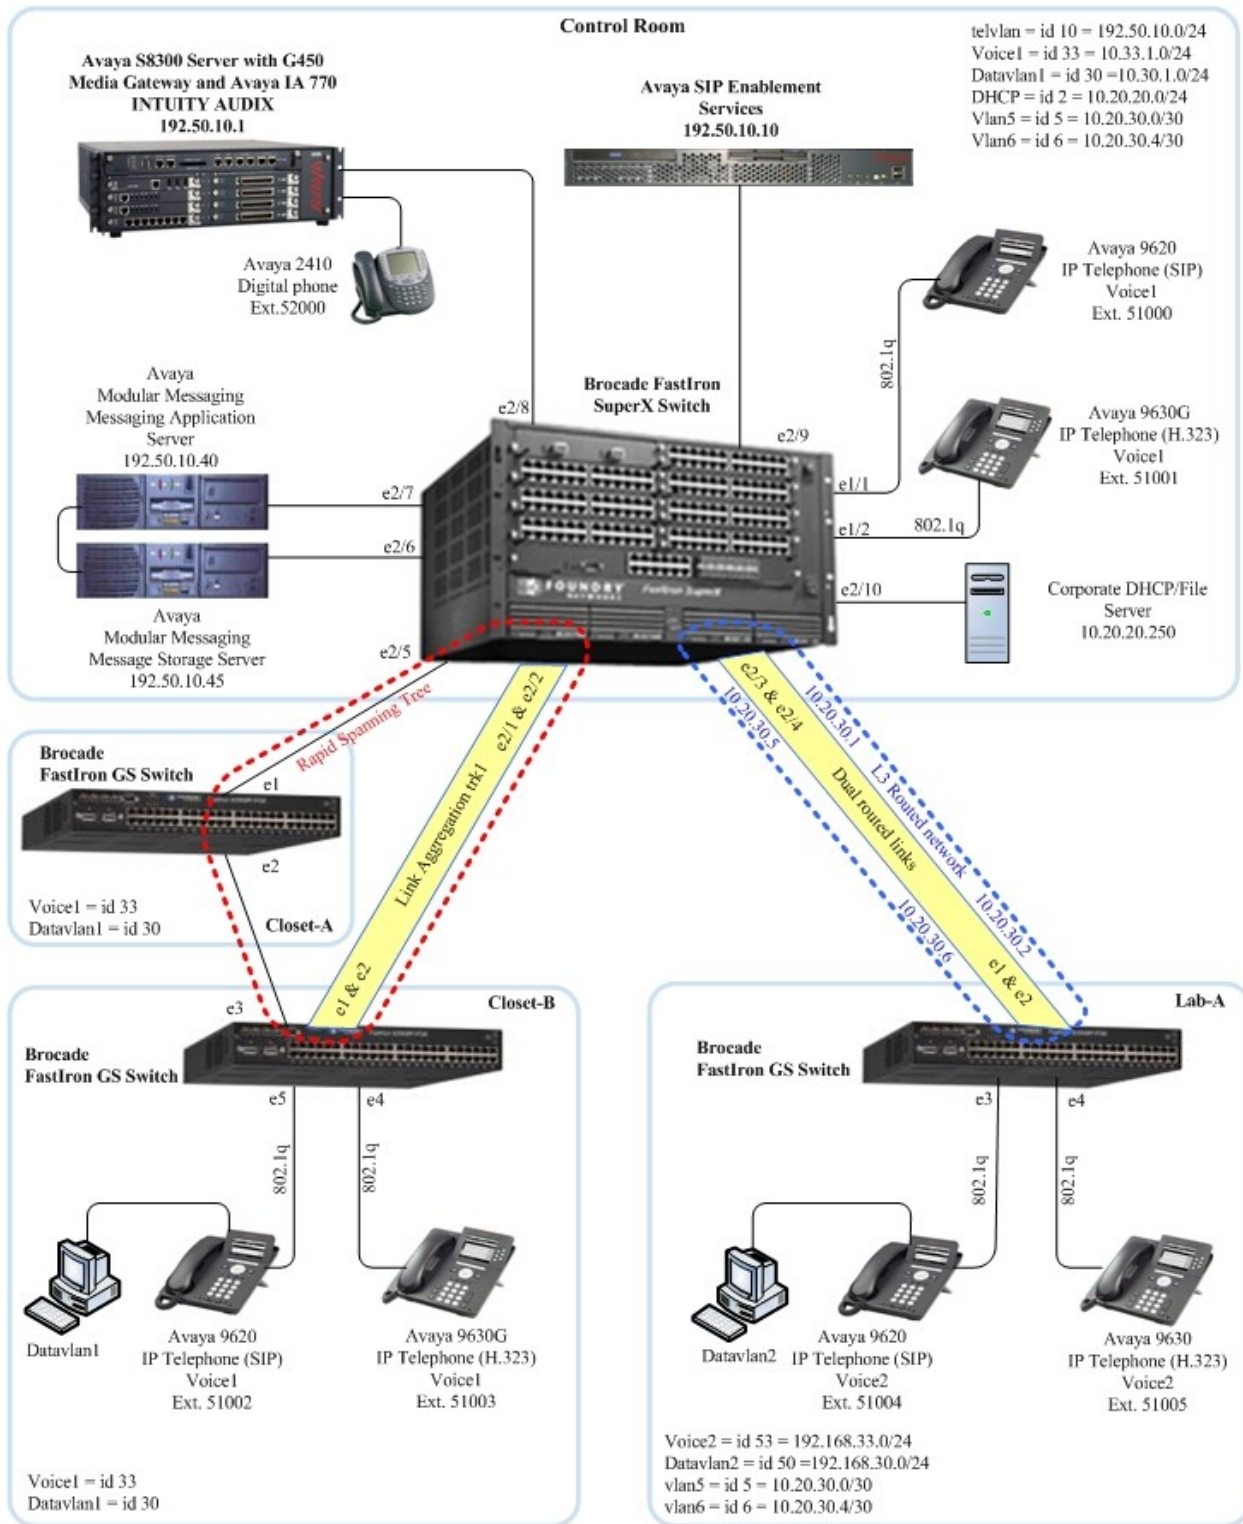 Control Room
telvlan = id 10 = 192.50.10.0/24
Voice1 = id 33 = 10.33.1.0/24
Datavlan1 = id 30 =10.30.1.0/24
DHCP = id 2 = 10.20.20.0/24
Vlan5 = id 5 = 10.20.30.0/30
Vlan6 = id 6 = 10.20.30.4/30
Avaya S8300 Server with G450
Media Gateway and Avaya IA 770
INTUITY AUDIX
192.50.10.1
Avaya SIP Enablement
Services
192.50.10.10
AVAYA
Avaya 2410
Digital phone
Ext.52000
Avaya 9620
IP Telephone (SIP)
Voice1
Ext. 51000
802.1q
Avaya
Modular Messaging
Messaging Application
Server
192.50.10.40
Brocade FastIron
SuperX Switch
e2/8
e2/9
Avaya 9630G
IP Telephone (H.323)
Voice1
Ext. 51001
e2/7
e1/1
802.1q
e1/2
e2/6
e2/10
FOUNDRY
NETWORKS
FastIron SuperX
Corporate DHCP/File
Server
10.20.20.250
Avaya
Modular Messaging
Message Storage Server
192.50.10.45
e2/5
Rapid Spanning Tree
e2/1 & e2/2
Link Aggregation trk1
e1 & e2
e2/3 & e2/4
Dual routed links
e1 & e2
10.20.30.1
L3 Routed network
10.20.30.2
10.20.30.5
10.20.30.6
Brocade
FastIron GS Switch
e1
e2
Voice1 = id 33
Datavlan1 = id 30
Closet-A
Closet-B
e3
Brocade
FastIron GS Switch
e5
e4
802.1q
802.1q
Datavlan1
Avaya 9620
IP Telephone (SIP)
Voice1
Ext. 51002
Avaya 9630G
IP Telephone (H.323)
Voice1
Ext. 51003
Voice1 = id 33
Datavlan1 = id 30
Lab-A
Brocade
FastIron GS Switch
e3
e4
802.1q
802.1q
Datavlan2
Avaya 9620
IP Telephone (SIP)
Voice2
Ext. 51004
Avaya 9630
IP Telephone (H.323)
Voice2
Ext. 51005
Voice2 = id 53 = 192.168.33.0/24
Datavlan2 = id 50 =192.168.30.0/24
vlan5 = id 5 = 10.20.30.0/30
vlan6 = id 6 = 10.20.30.4/30